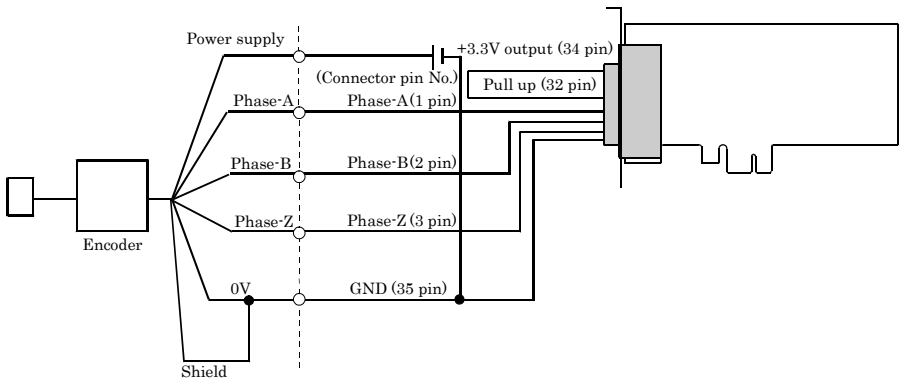 Power supply
+3.3V output (34 pin)
(Connector pin No.)
Pull up (32 pin)
Phase-A
Phase-A(1 pin)
Phase-B
Phase-B(2 pin)
Phase-Z
Phase-Z (3 pin)
Encoder
0V
GND (35 pin)
Shield